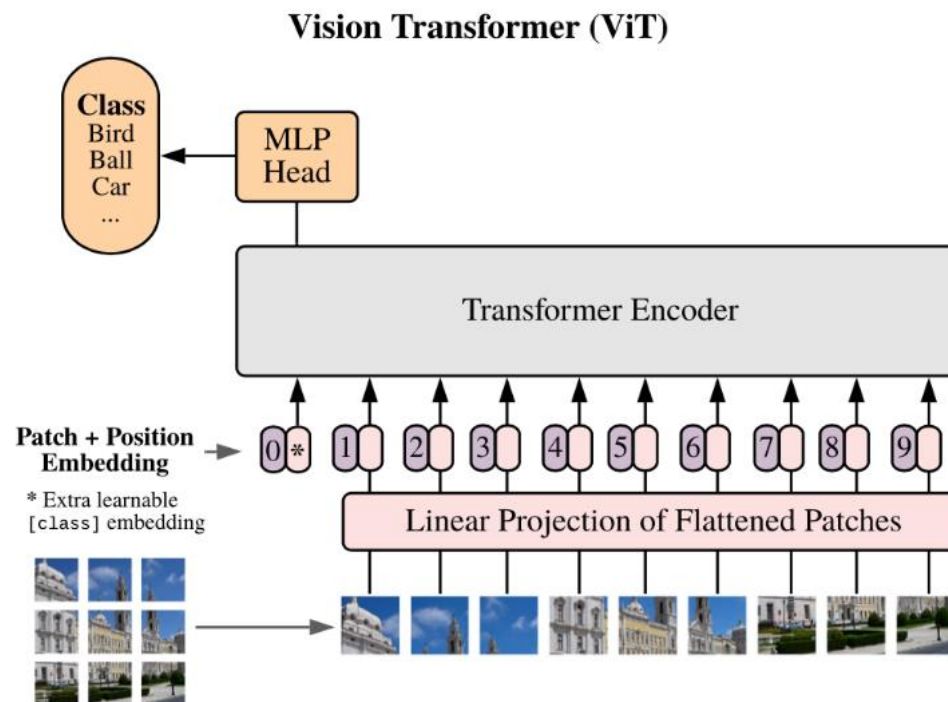 Vision Transformer (ViT)
Class
Bird
Ball
Car
...
MLP
Head
Transformer Encoder
Patch + Position
Embedding
0 * 1 2 3 4 5 6 7 8 9
* Extra learnable
[class] embedding
Linear Projection of Flattened Patches